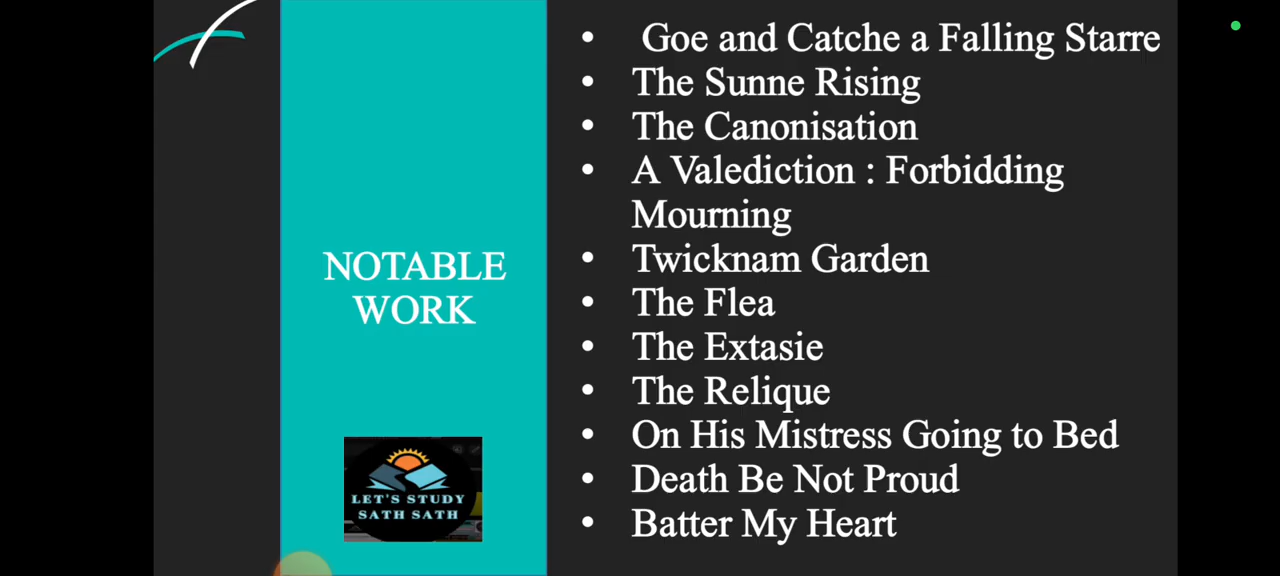 NOTABLE
WORK
LET'S STUDY
SATH SATH
• Goe and Catche a Falling Starre
• The Sunne Rising
• The Canonisation
• A Valediction : Forbidding
Mourning
• Twicknam Garden
• The Flea
• The Extasie
• The Relique
• On His Mistress Going to Bed
• Death Be Not Proud
• Batter My Heart